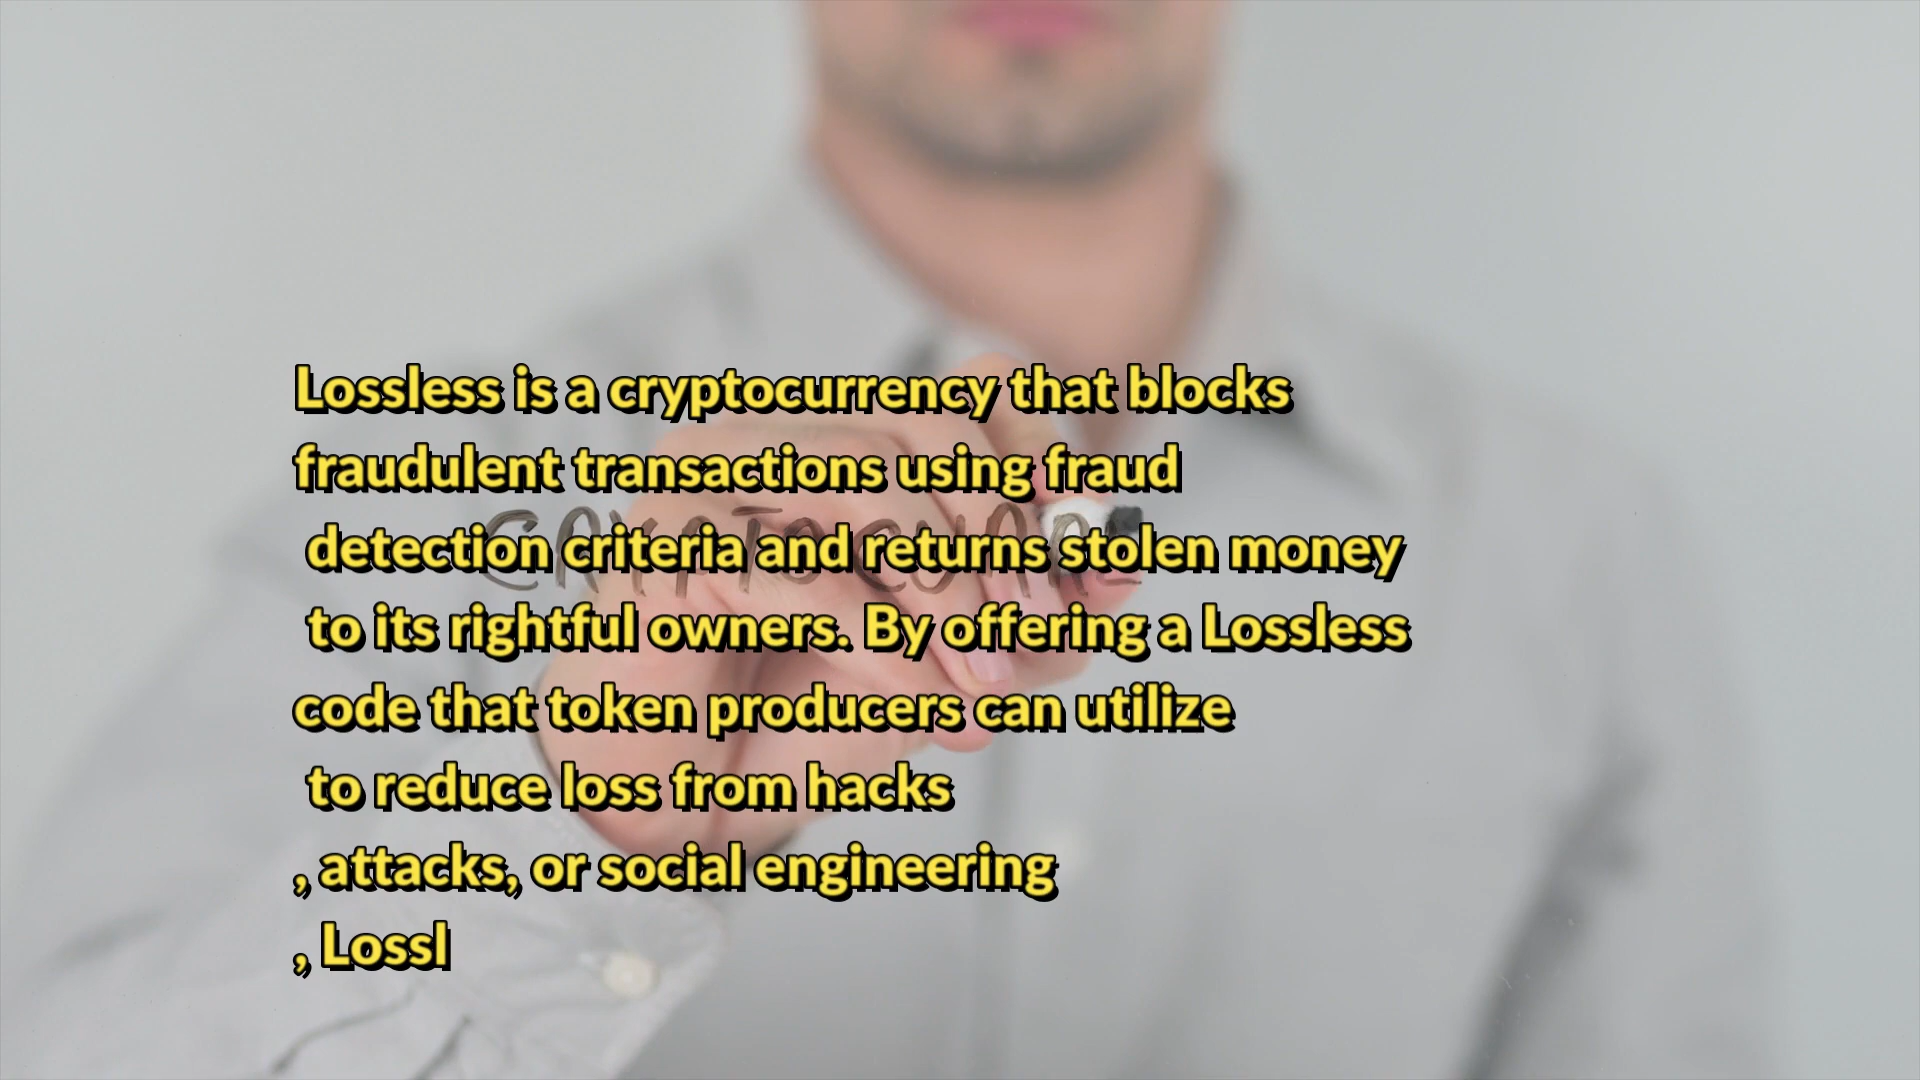 Lossless is a cryptocurrency that blocks
fraudulent transactions using fraud
detection criteria and returns stolen money
to its rightful owners. By offering a Lossless
code that token producers can utilize
to reduce loss from hacks
, attacks, or social engineering
, Lossl
CRYPTOCURRE